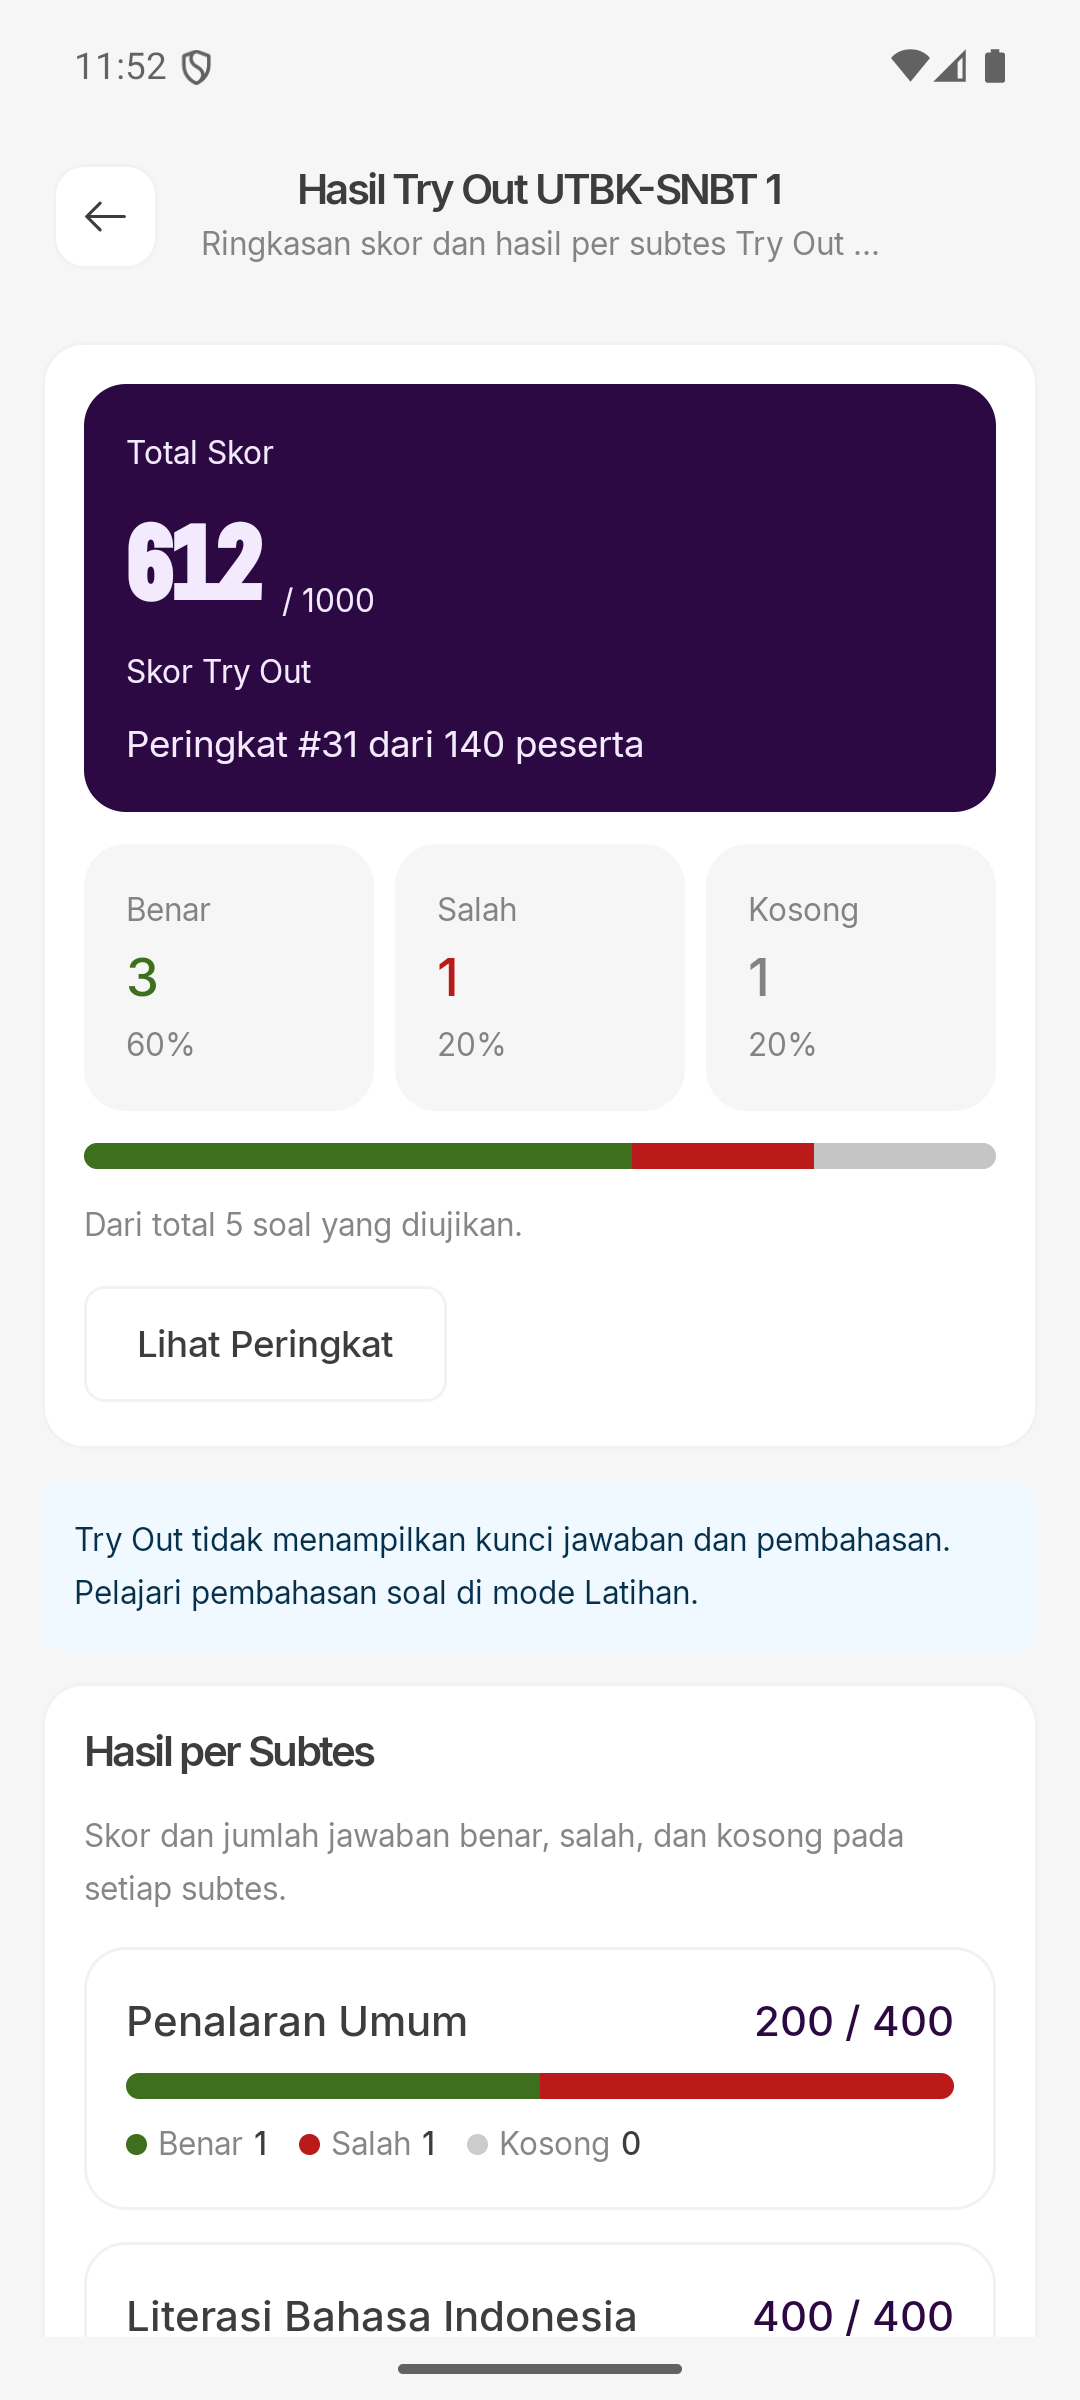 11:52
Hasil Try Out UTBK-SNBT 1
Ringkasan skor dan hasil per subtes Try Out ...
Total Skor
612 / 1000
Skor Try Out
Peringkat #31 dari 140 peserta
Benar
3
60%
Salah
1
20%
Kosong
1
20%
Dari total 5 soal yang diujikan.
Lihat Peringkat
Try Out tidak menampilkan kunci jawaban dan pembahasan.
Pelajari pembahasan soal di mode Latihan.
Hasil per Subtes
Skor dan jumlah jawaban benar, salah, dan kosong pada
setiap subtes.
Penalaran Umum 200 / 400
Benar 1 Salah 1 Kosong 0
Literasi Bahasa Indonesia 400 / 400